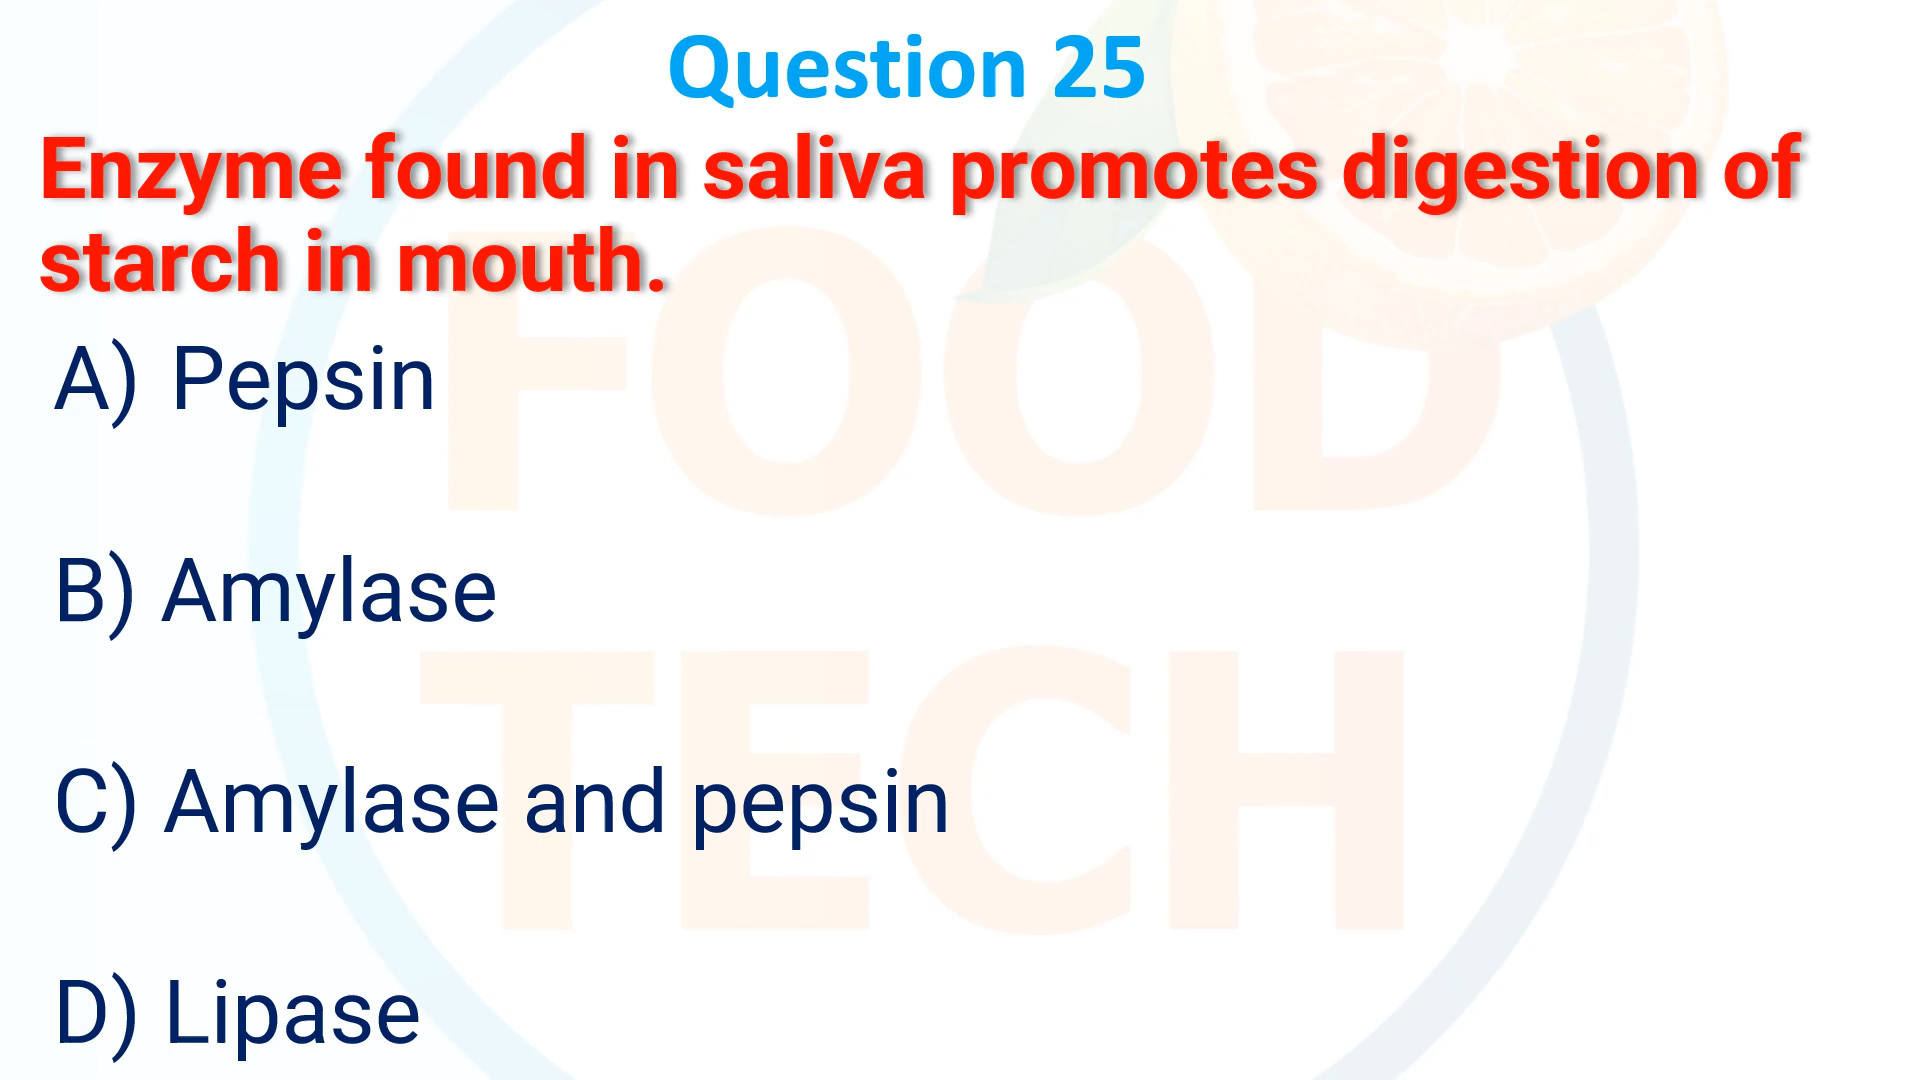 Question 25
Enzyme found in saliva promotes digestion of
starch in mouth.
A) Pepsin
B) Amylase
C) Amylase and pepsin
D) Lipase
FOOD
TECH